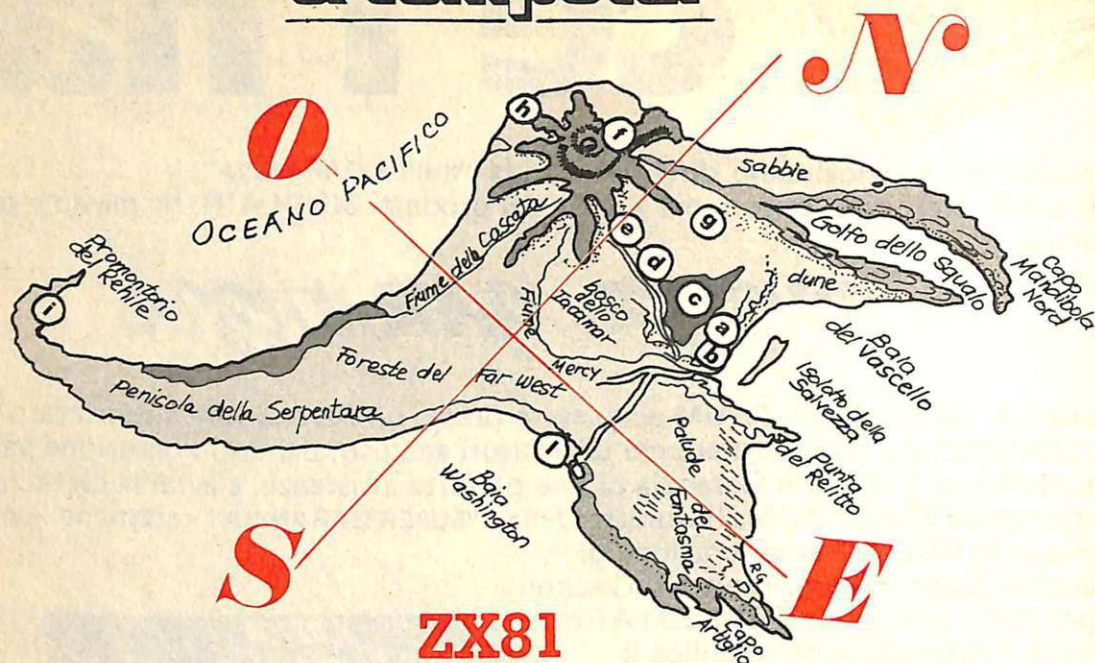 N
O
OCEANO PACIFICO
h
f
sabbie
Golfo dello Squalo
Capo
Mandibola
Nord
g
e
d
dune
c
a
b
Fiume della Cascata
Promontorio
del Rettile
i
bosco
dello
Jacamar
Fiume
Mercy
Baia
del Vascello
Isolotto della
Salvezza
Foreste del Far West
penisola della Serpentara
l
Baia
Washington
Palude del
Fantasma
Punta
del Relitto
R.G.
Capo
Artiglio
S
E
ZX81